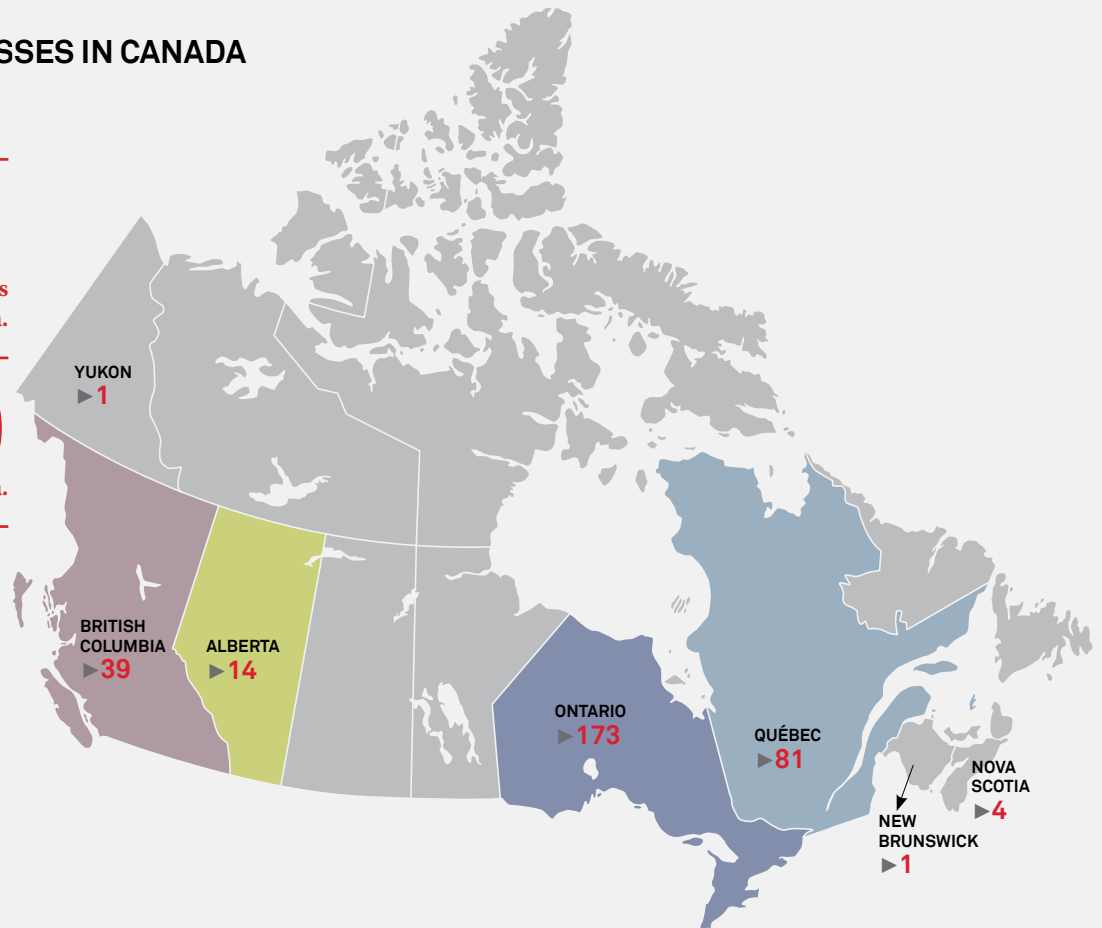 IN CANADA
YUKON
▶1
BRITISH
COLUMBIA
▶39
ALBERTA
▶14
ONTARIO
▶173
QUÉBEC
▶81
NOVA
SCOTIA
▶4
NEW
BRUNSWICK
▶1